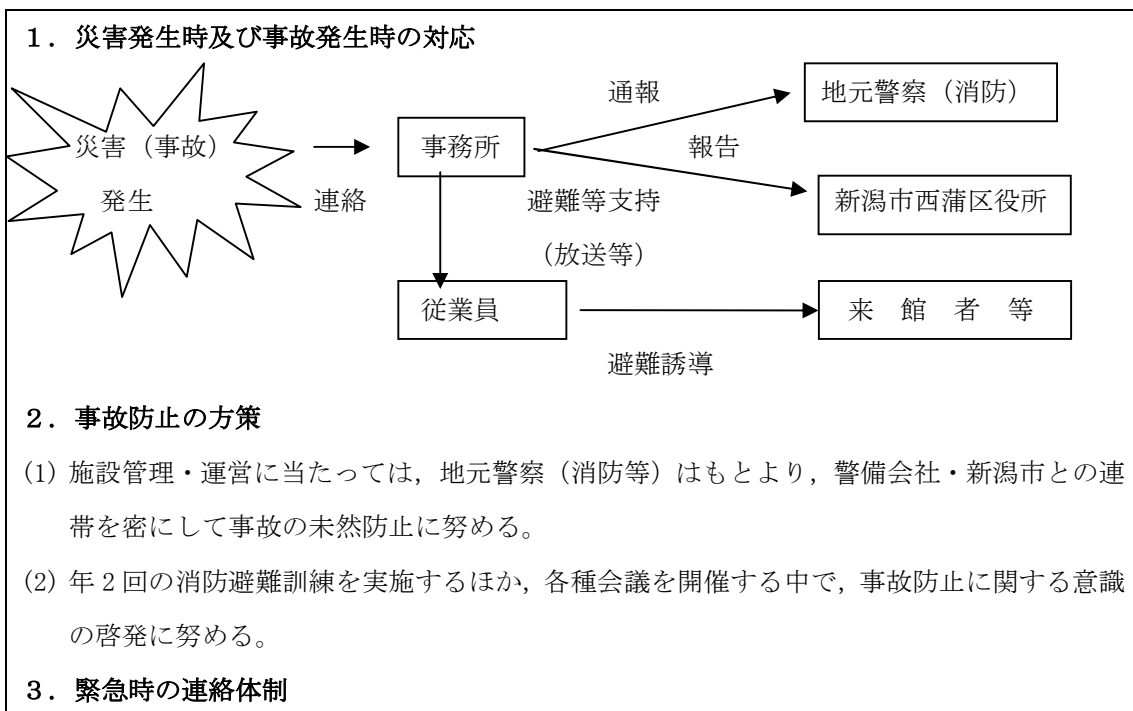 １．災害発生時及び事故発生時の対応
通報
地元警察（消防）
災害（事故）
発生
連絡
事務所
報告
避難等支持
（放送等）
新潟市西蒲区役所
従業員
来　館　者　等
避難誘導
２．事故防止の方策
(1) 施設管理・運営に当たっては，地元警察（消防等）はもとより，警備会社・新潟市との連
帯を密にして事故の未然防止に努める。
(2) 年２回の消防避難訓練を実施するほか，各種会議を開催する中で，事故防止に関する意識
の啓発に努める。
３．緊急時の連絡体制